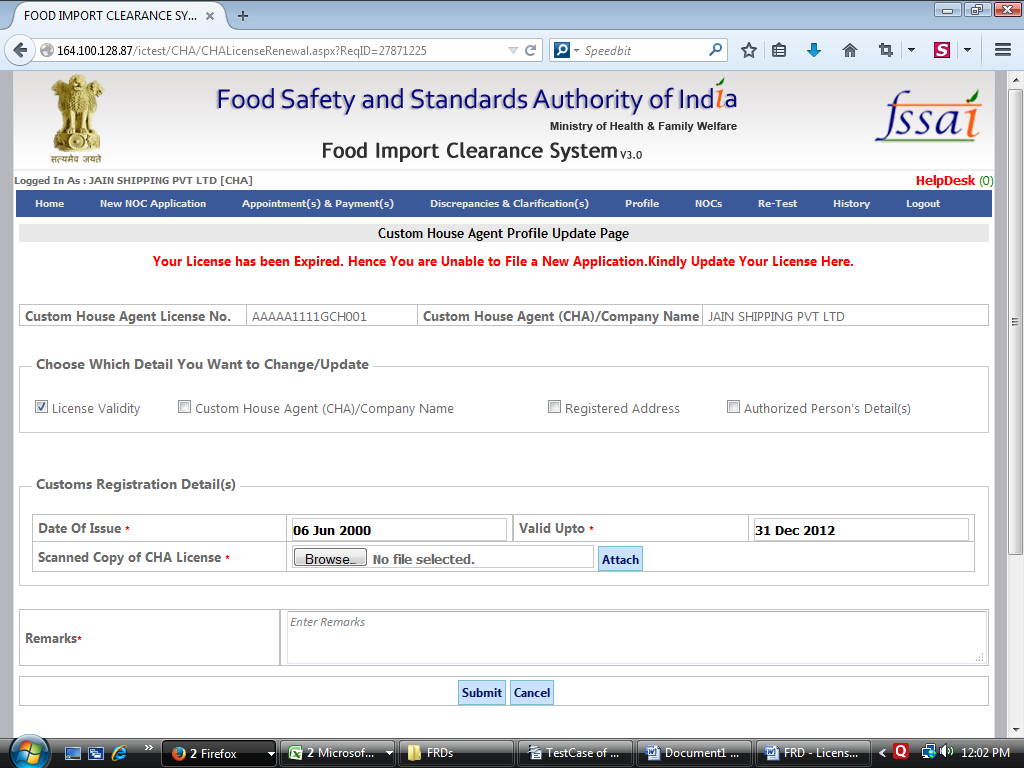 FOOD IMPORT CLEARANCE SY...
164.100.128.87/ictest/CHA/CHALicenseRenewal.aspx?ReqID=27871225
Speedbit
सत्यमेव जयते
Food Safety and Standards Authority of India
Ministry of Health & Family Welfare
Food Import Clearance System V3.0
fssai
Logged In As : JAIN SHIPPING PVT LTD [CHA]
HelpDesk (0)
Home New NOC Application Appointment(s) & Payment(s) Discrepancies & Clarification(s) Profile NOCs Re-Test History Logout
Custom House Agent Profile Update Page
Your License has been Expired. Hence You are Unable to File a New Application.Kindly Update Your License Here.
Custom House Agent License No. AAAAA1111GCH001 Custom House Agent (CHA)/Company Name JAIN SHIPPING PVT LTD
Choose Which Detail You Want to Change/Update
License Validity Custom House Agent (CHA)/Company Name Registered Address Authorized Person's Detail(s)
Customs Registration Detail(s)
Date Of Issue * 06 Jun 2000 Valid Upto * 31 Dec 2012
Scanned Copy of CHA License * Browse... No file selected. Attach
Remarks* Enter Remarks
Submit Cancel
2 Firefox 2 Microsof... FRDs TestCase of ... Document1 ... FRD - Licens... 12:02 PM